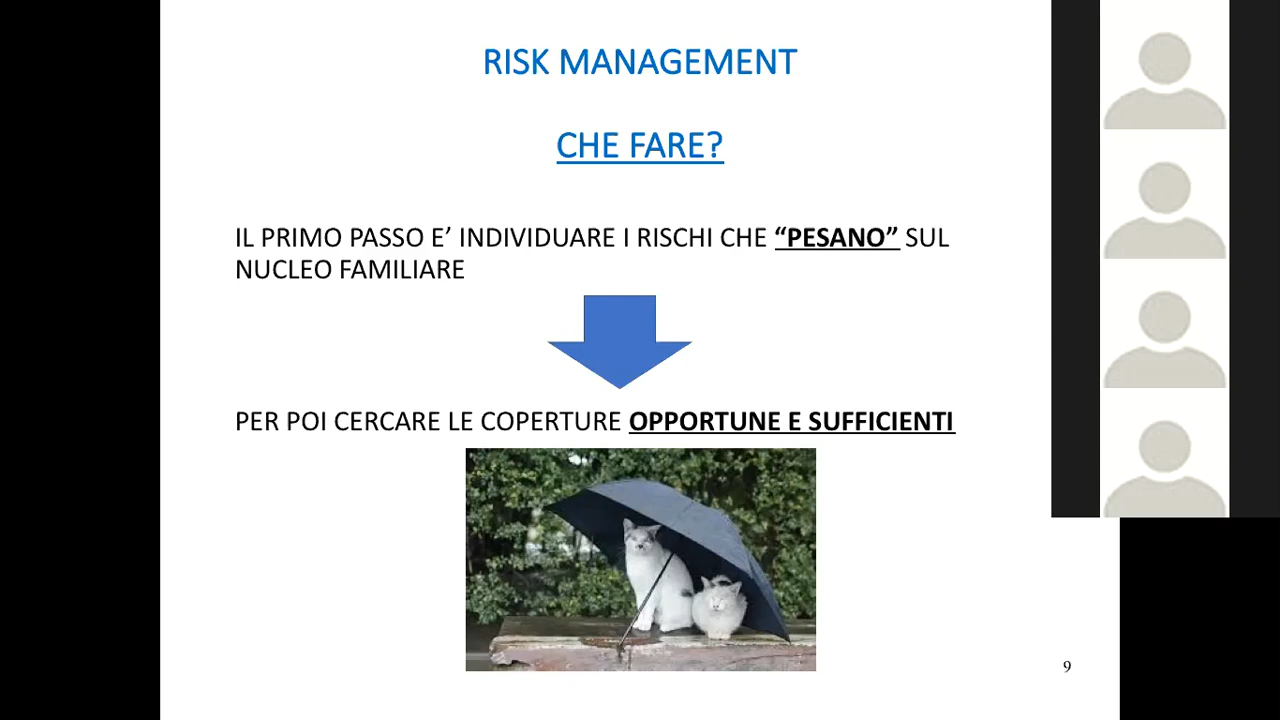 RISK MANAGEMENT
CHE FARE?
IL PRIMO PASSO E’ INDIVIDUARE I RISCHI CHE “PESANO” SUL
NUCLEO FAMILIARE
PER POI CERCARE LE COPERTURE OPPORTUNE E SUFFICIENTI
9